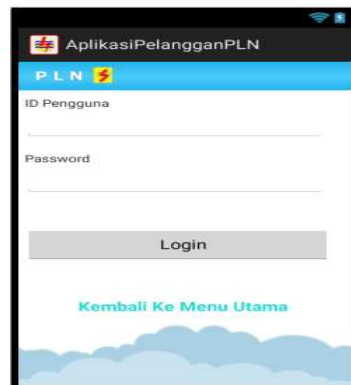 AplikasiPelangganPLN
PLN
ID Pengguna
Password
Login
Kembali Ke Menu Utama